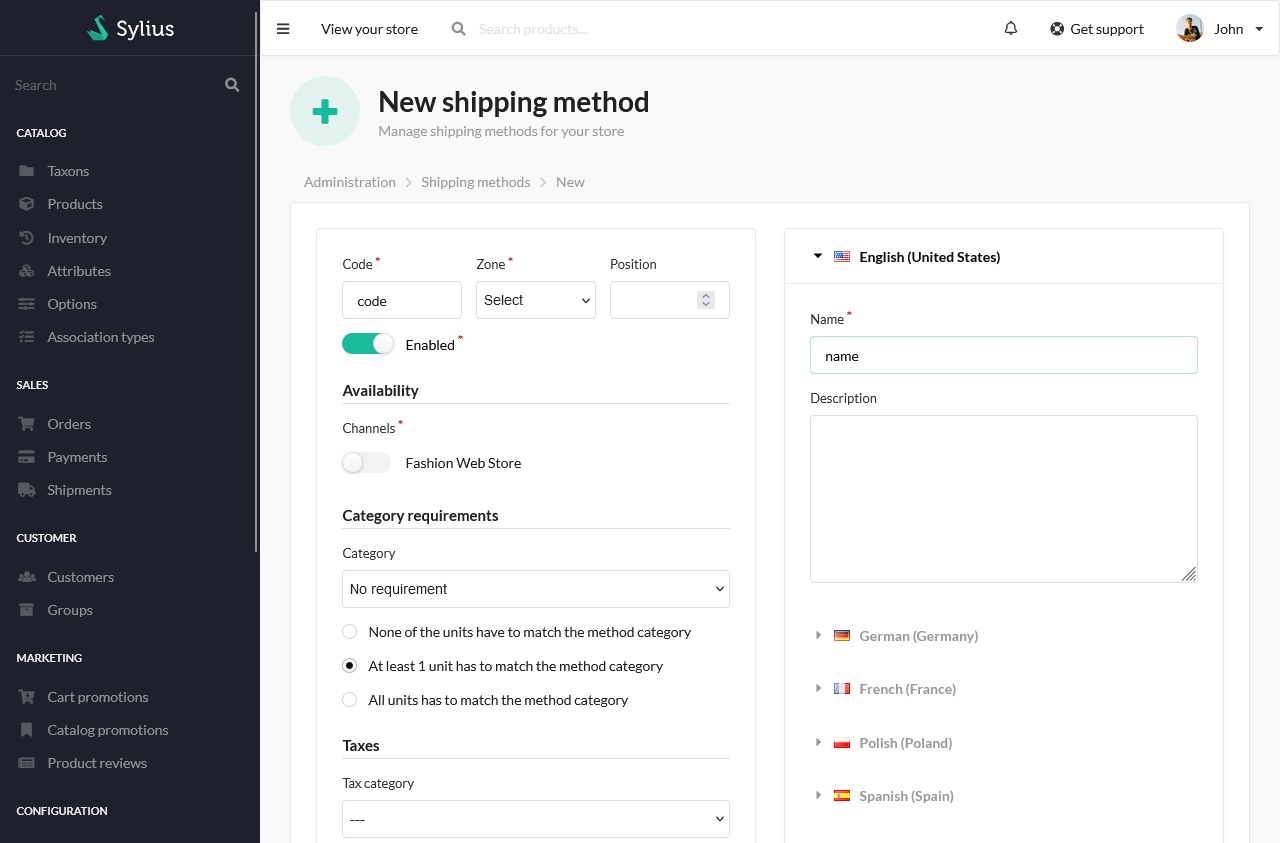 Sylius
View your store
Search products...
Get support
John
Search
CATALOG
Taxons
Products
Inventory
Attributes
Options
Association types
SALES
Orders
Payments
Shipments
CUSTOMER
Customers
Groups
MARKETING
Cart promotions
Catalog promotions
Product reviews
CONFIGURATION
New shipping method
Manage shipping methods for your store
Administration
Shipping methods
New
Code*
Zone*
Position
code
Select
Enabled*
Availability
Channels*
Fashion Web Store
Category requirements
Category
No requirement
None of the units have to match the method category
At least 1 unit has to match the method category
All units has to match the method category
Taxes
Tax category
---
English (United States)
Name*
name
Description
German (Germany)
French (France)
Polish (Poland)
Spanish (Spain)